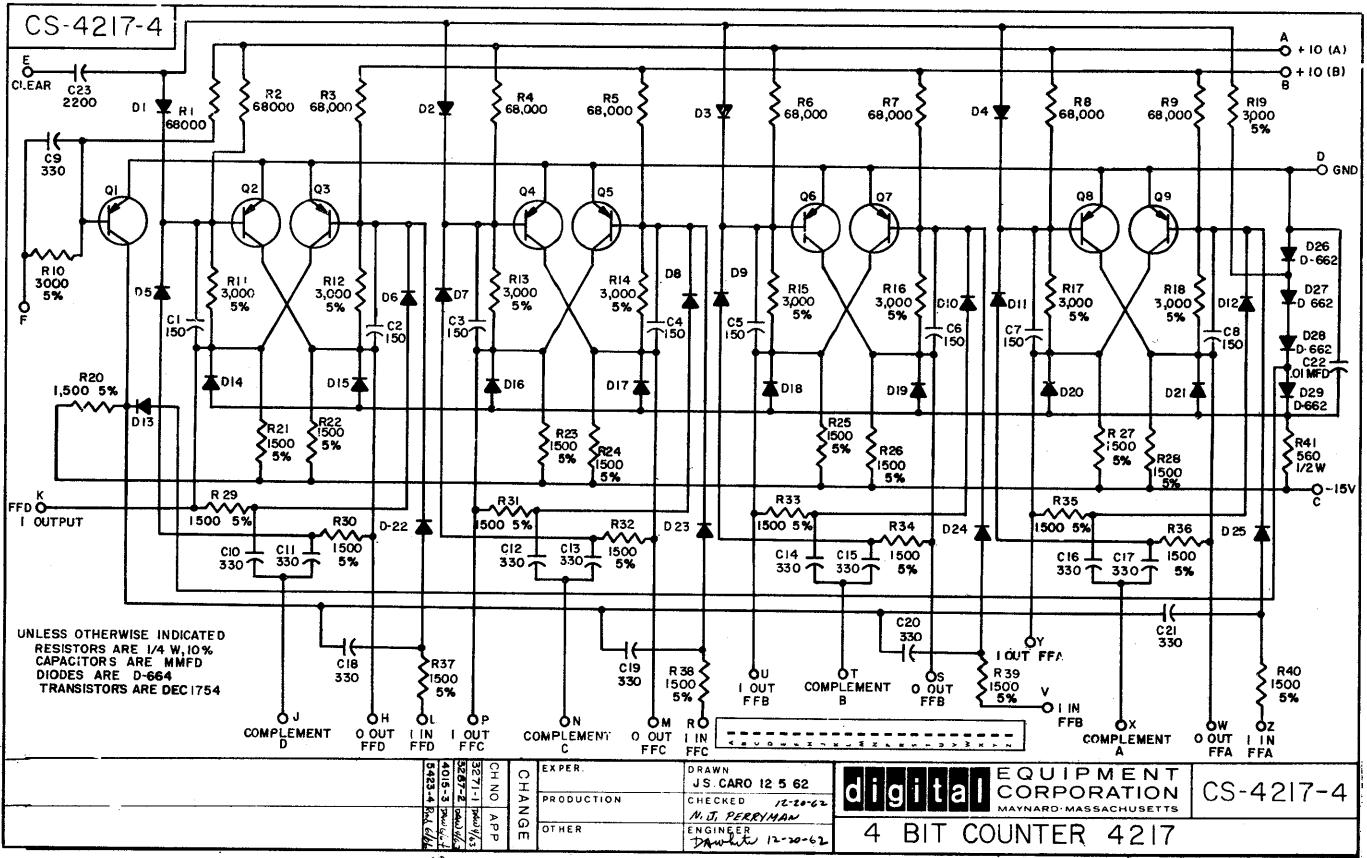 CS-4217-4
E
CLEAR
C23
2200
D1
R1
68000
R2
68000
R3
68,000
D2
R4
68,000
R5
68,000
D3
R6
68,000
R7
68,000
D4
R8
68,000
R9
68,000
R19
3,000
5%
A
+10 (A)
+10 (B)
B
C9
330
Q1
Q2
Q3
Q4
Q5
Q6
Q7
Q8
Q9
D
GND
R10
3000
5%
F
D5
C1
150
R11
3,000
5%
R12
3,000
5%
C2
150
D6
D7
C3
150
R13
3,000
5%
R14
3,000
5%
C4
150
D8
D9
C5
150
R15
3,000
5%
R16
3,000
5%
C6
150
D10
D11
C7
150
R17
3,000
5%
R18
3,000
5%
C8
150
D12
D26
D-662
D27
D 662
D28
D-662
C22
.01 MFD
D29
D-662
R20
1,500 5%
D13
D14
D15
D16
D17
D18
D19
D20
D21
R21
1500
5%
R22
1500
5%
R23
1500
5%
R24
1500
5%
R25
1500
5%
R26
1500
5%
R 27
1500
5%
R28
1500
5%
R41
560
1/2 W
-15V
C
K
FFD
1 OUTPUT
R 29
1500 5%
R30
1500
5%
C10
330
C11
330
D-22
R31
1500 5%
R32
1500
5%
C12
330
C13
330
D23
R33
1500 5%
R34
1500
5%
C14
330
C15
330
D24
R35
1500 5%
R36
1500
5%
C16
330
C17
330
D25
C18
330
C19
330
C20
330
C21
330
UNLESS OTHERWISE INDICATED
RESISTORS ARE 1/4 W, 10%
CAPACITORS ARE MMFD
DIODES ARE D-664
TRANSISTORS ARE DEC 1754
R37
1500
5%
R38
1500
5%
R39
1500
5%
R40
1500
5%
J
COMPLEMENT
D
H
0 OUT
FFD
L
1 IN
FFD
P
1 OUT
FFC
N
COMPLEMENT
C
M
0 OUT
FFC
R
1 IN
FFC
U
1 OUT
FFB
T
COMPLEMENT
B
S
0 OUT
FFB
V
1 IN
FFB
Y
1 OUT FFA
X
COMPLEMENT
A
W
0 OUT
FFA
Z
1 IN
FFA
A B C D E F H J K L M N P R S T U V W X Y Z
CH NO APP
3271-1
3287-2
4015-3
5423-4
CHANGE
EXPER.
PRODUCTION
OTHER
DRAWN
J.S. CARO 12 5 62
CHECKED 12-20-62
N.J. PERRYMAN
ENGINEER
DAWhite 12-20-62
digital EQUIPMENT
CORPORATION
MAYNARD·MASSACHUSETTS
4 BIT COUNTER 4217
CS-4217-4